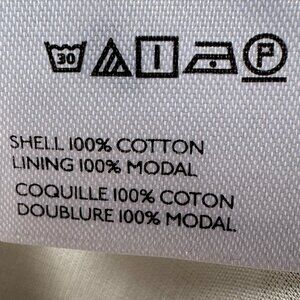 30 P
SHELL 100% COTTON
LINING 100% MODAL
COQUILLE 100% COTON
DOUBLURE 100% MODAL